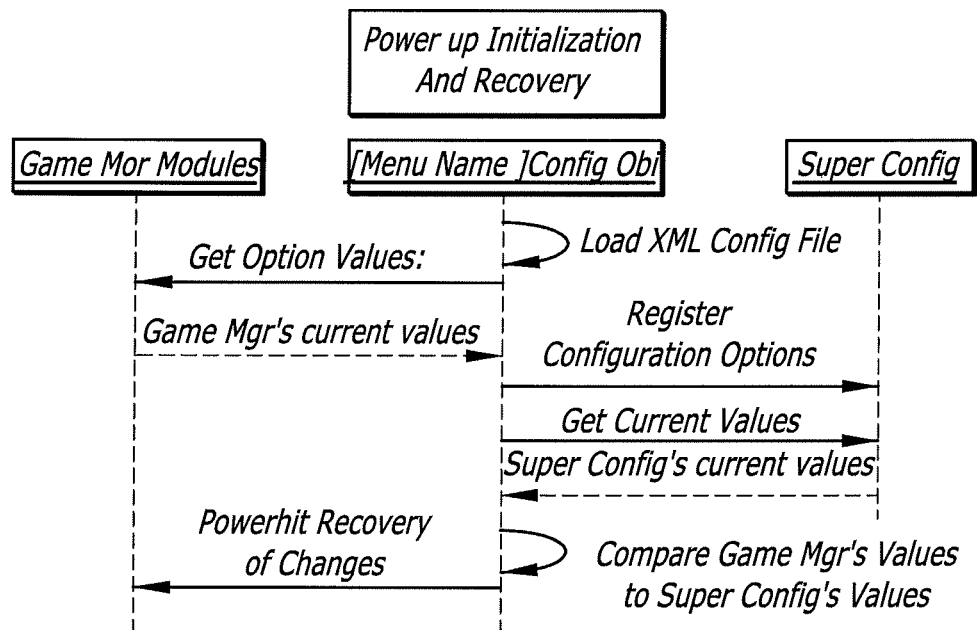 Power up Initialization
And Recovery
Game Mor Modules
[Menu Name ]Config Obi
Super Config
Load XML Config File
Get Option Values:
Game Mgr's current values
Register
Configuration Options
Get Current Values
Super Config's current values
Powerhit Recovery
of Changes
Compare Game Mgr's Values
to Super Config's Values